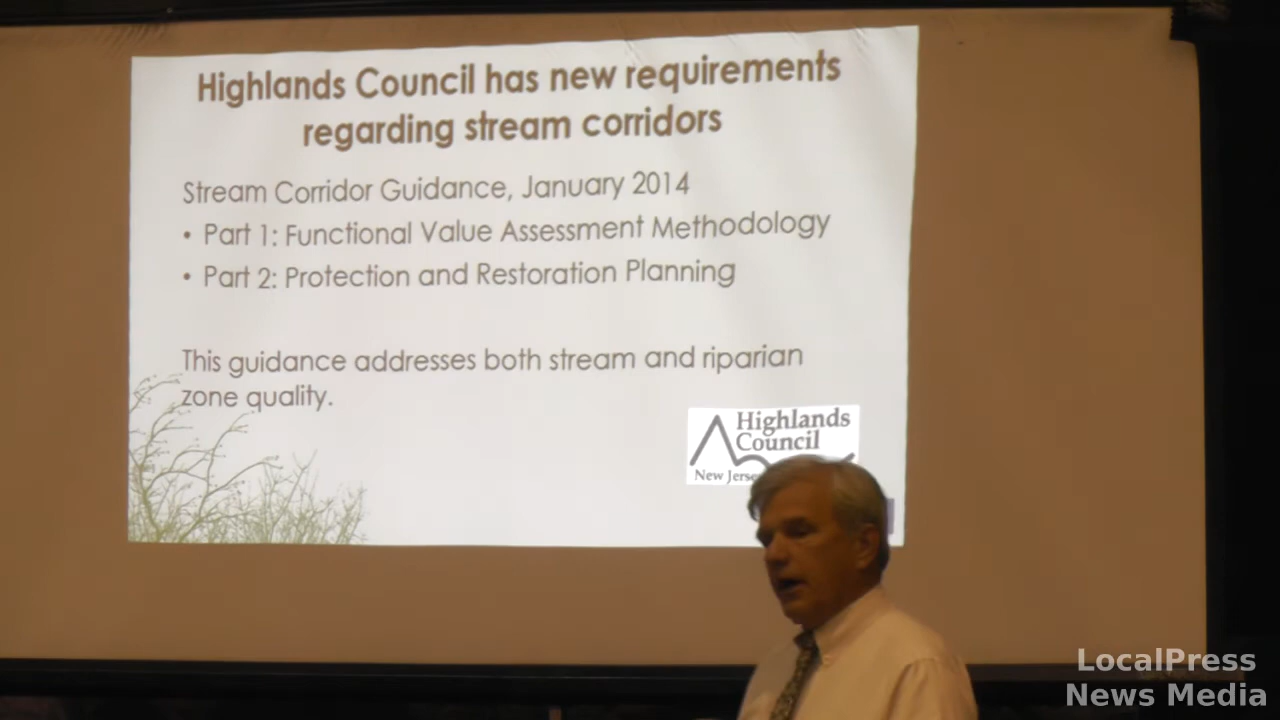 Highlands Council has new requirements
regarding stream corridors
Stream Corridor Guidance, January 2014
• Part 1: Functional Value Assessment Methodology
• Part 2: Protection and Restoration Planning
This guidance addresses both stream and riparian
zone quality.
Highlands
Council
New
LocalPress
News Media